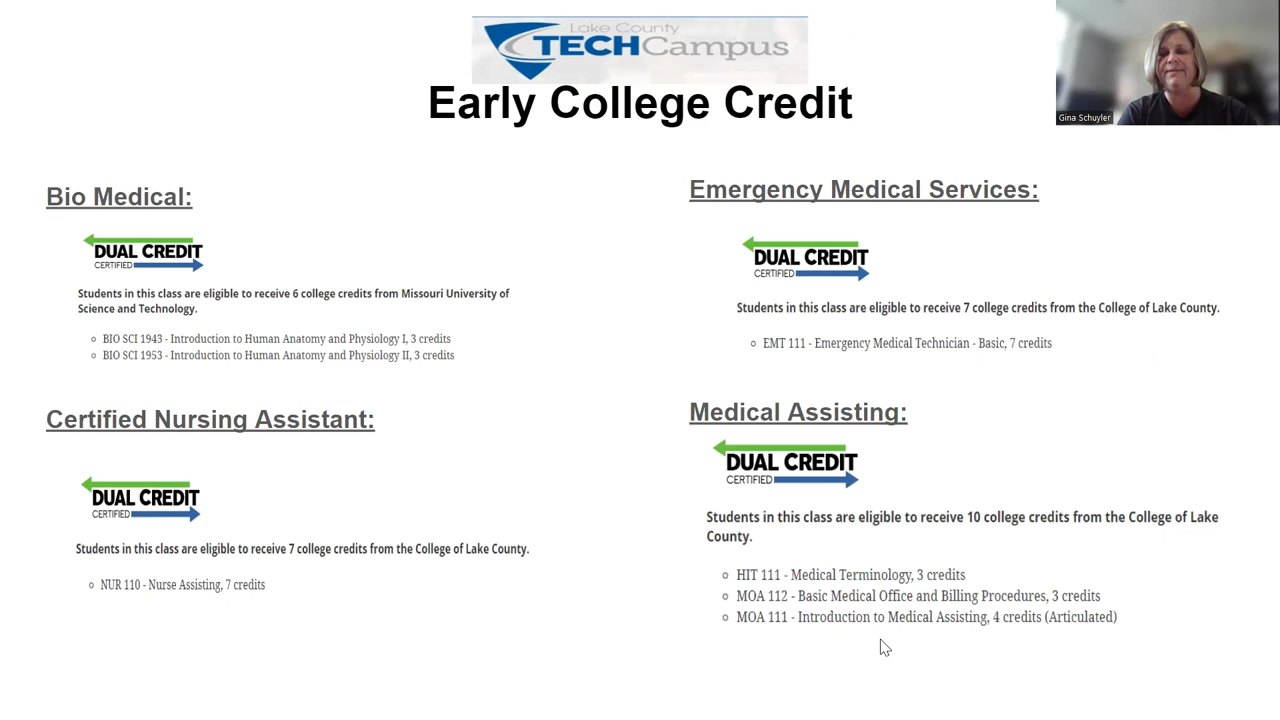 Lake County
TECHCampus
Early College Credit
Gina Schuyler
Bio Medical:
DUAL CREDIT
CERTIFIED
Students in this class are eligible to receive 6 college credits from Missouri University of
Science and Technology.
BIO SCI 1943 - Introduction to Human Anatomy and Physiology I, 3 credits
BIO SCI 1953 - Introduction to Human Anatomy and Physiology II, 3 credits
Emergency Medical Services:
DUAL CREDIT
CERTIFIED
Students in this class are eligible to receive 7 college credits from the College of Lake County.
EMT 111 - Emergency Medical Technician - Basic, 7 credits
Certified Nursing Assistant:
DUAL CREDIT
CERTIFIED
Students in this class are eligible to receive 7 college credits from the College of Lake County.
NUR 110 - Nurse Assisting, 7 credits
Medical Assisting:
DUAL CREDIT
CERTIFIED
Students in this class are eligible to receive 10 college credits from the College of Lake
County.
HIT 111 - Medical Terminology, 3 credits
MOA 112 - Basic Medical Office and Billing Procedures, 3 credits
MOA 111 - Introduction to Medical Assisting, 4 credits (Articulated)